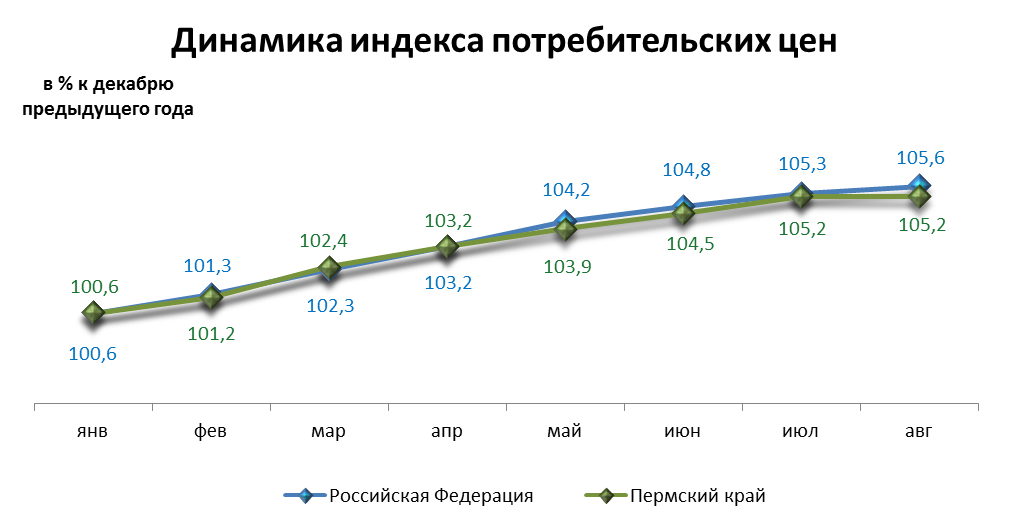 Динамика индекса потребительских цен
в % к декабрю
предыдущего года
100,6 101,3 102,4 103,2 104,2 104,8 105,3 105,6
100,6 101,2 102,3 103,2 103,9 104,5 105,2 105,2
янв фев мар апр май июн июл авг
Российская Федерация Пермский край